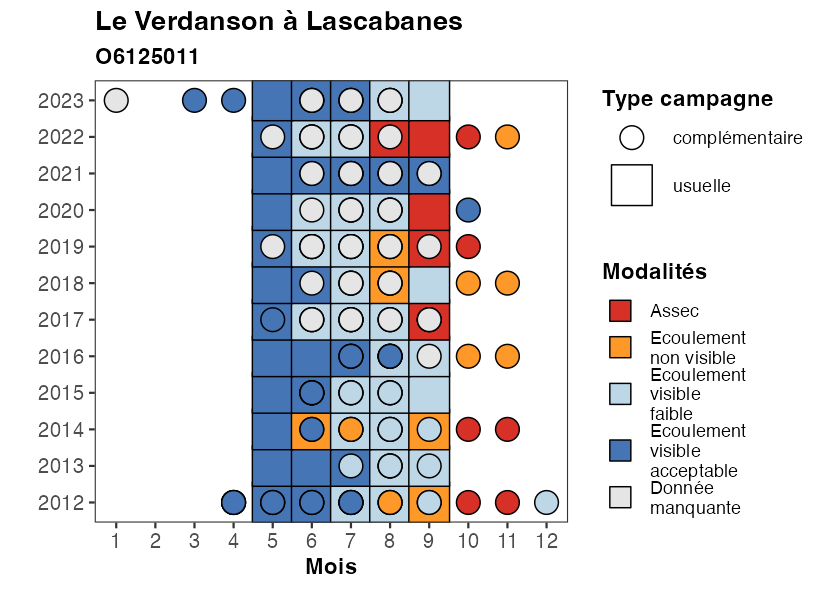 Le Verdanson à Lascabanes
O6125011
2023
2022
2021
2020
2019
2018
2017
2016
2015
2014
2013
2012
1 2 3 4 5 6 7 8 9 10 11 12
Mois
Type campagne
complémentaire
usuelle
Modalités
Assec
Ecoulement
non visible
Ecoulement
visible
faible
Ecoulement
visible
acceptable
Donnée
manquante